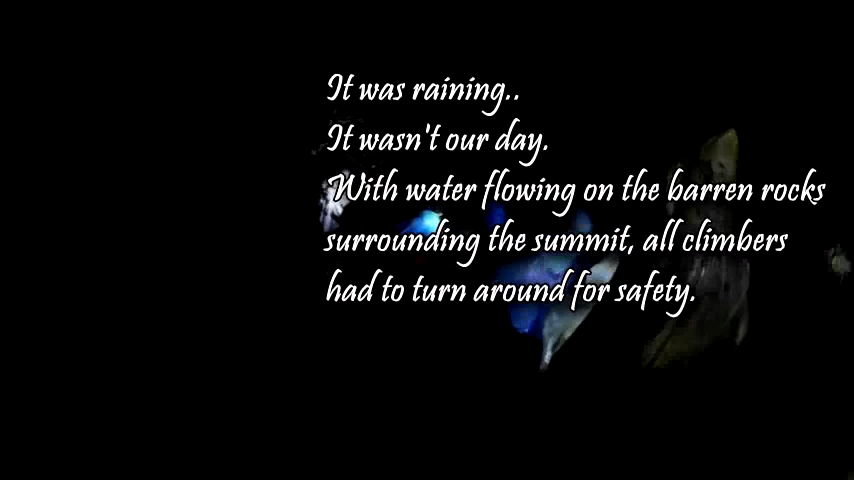 It was raining..
It wasn't our day.
With water flowing on the barren rocks
surrounding the summit, all climbers
had to turn around for safety.